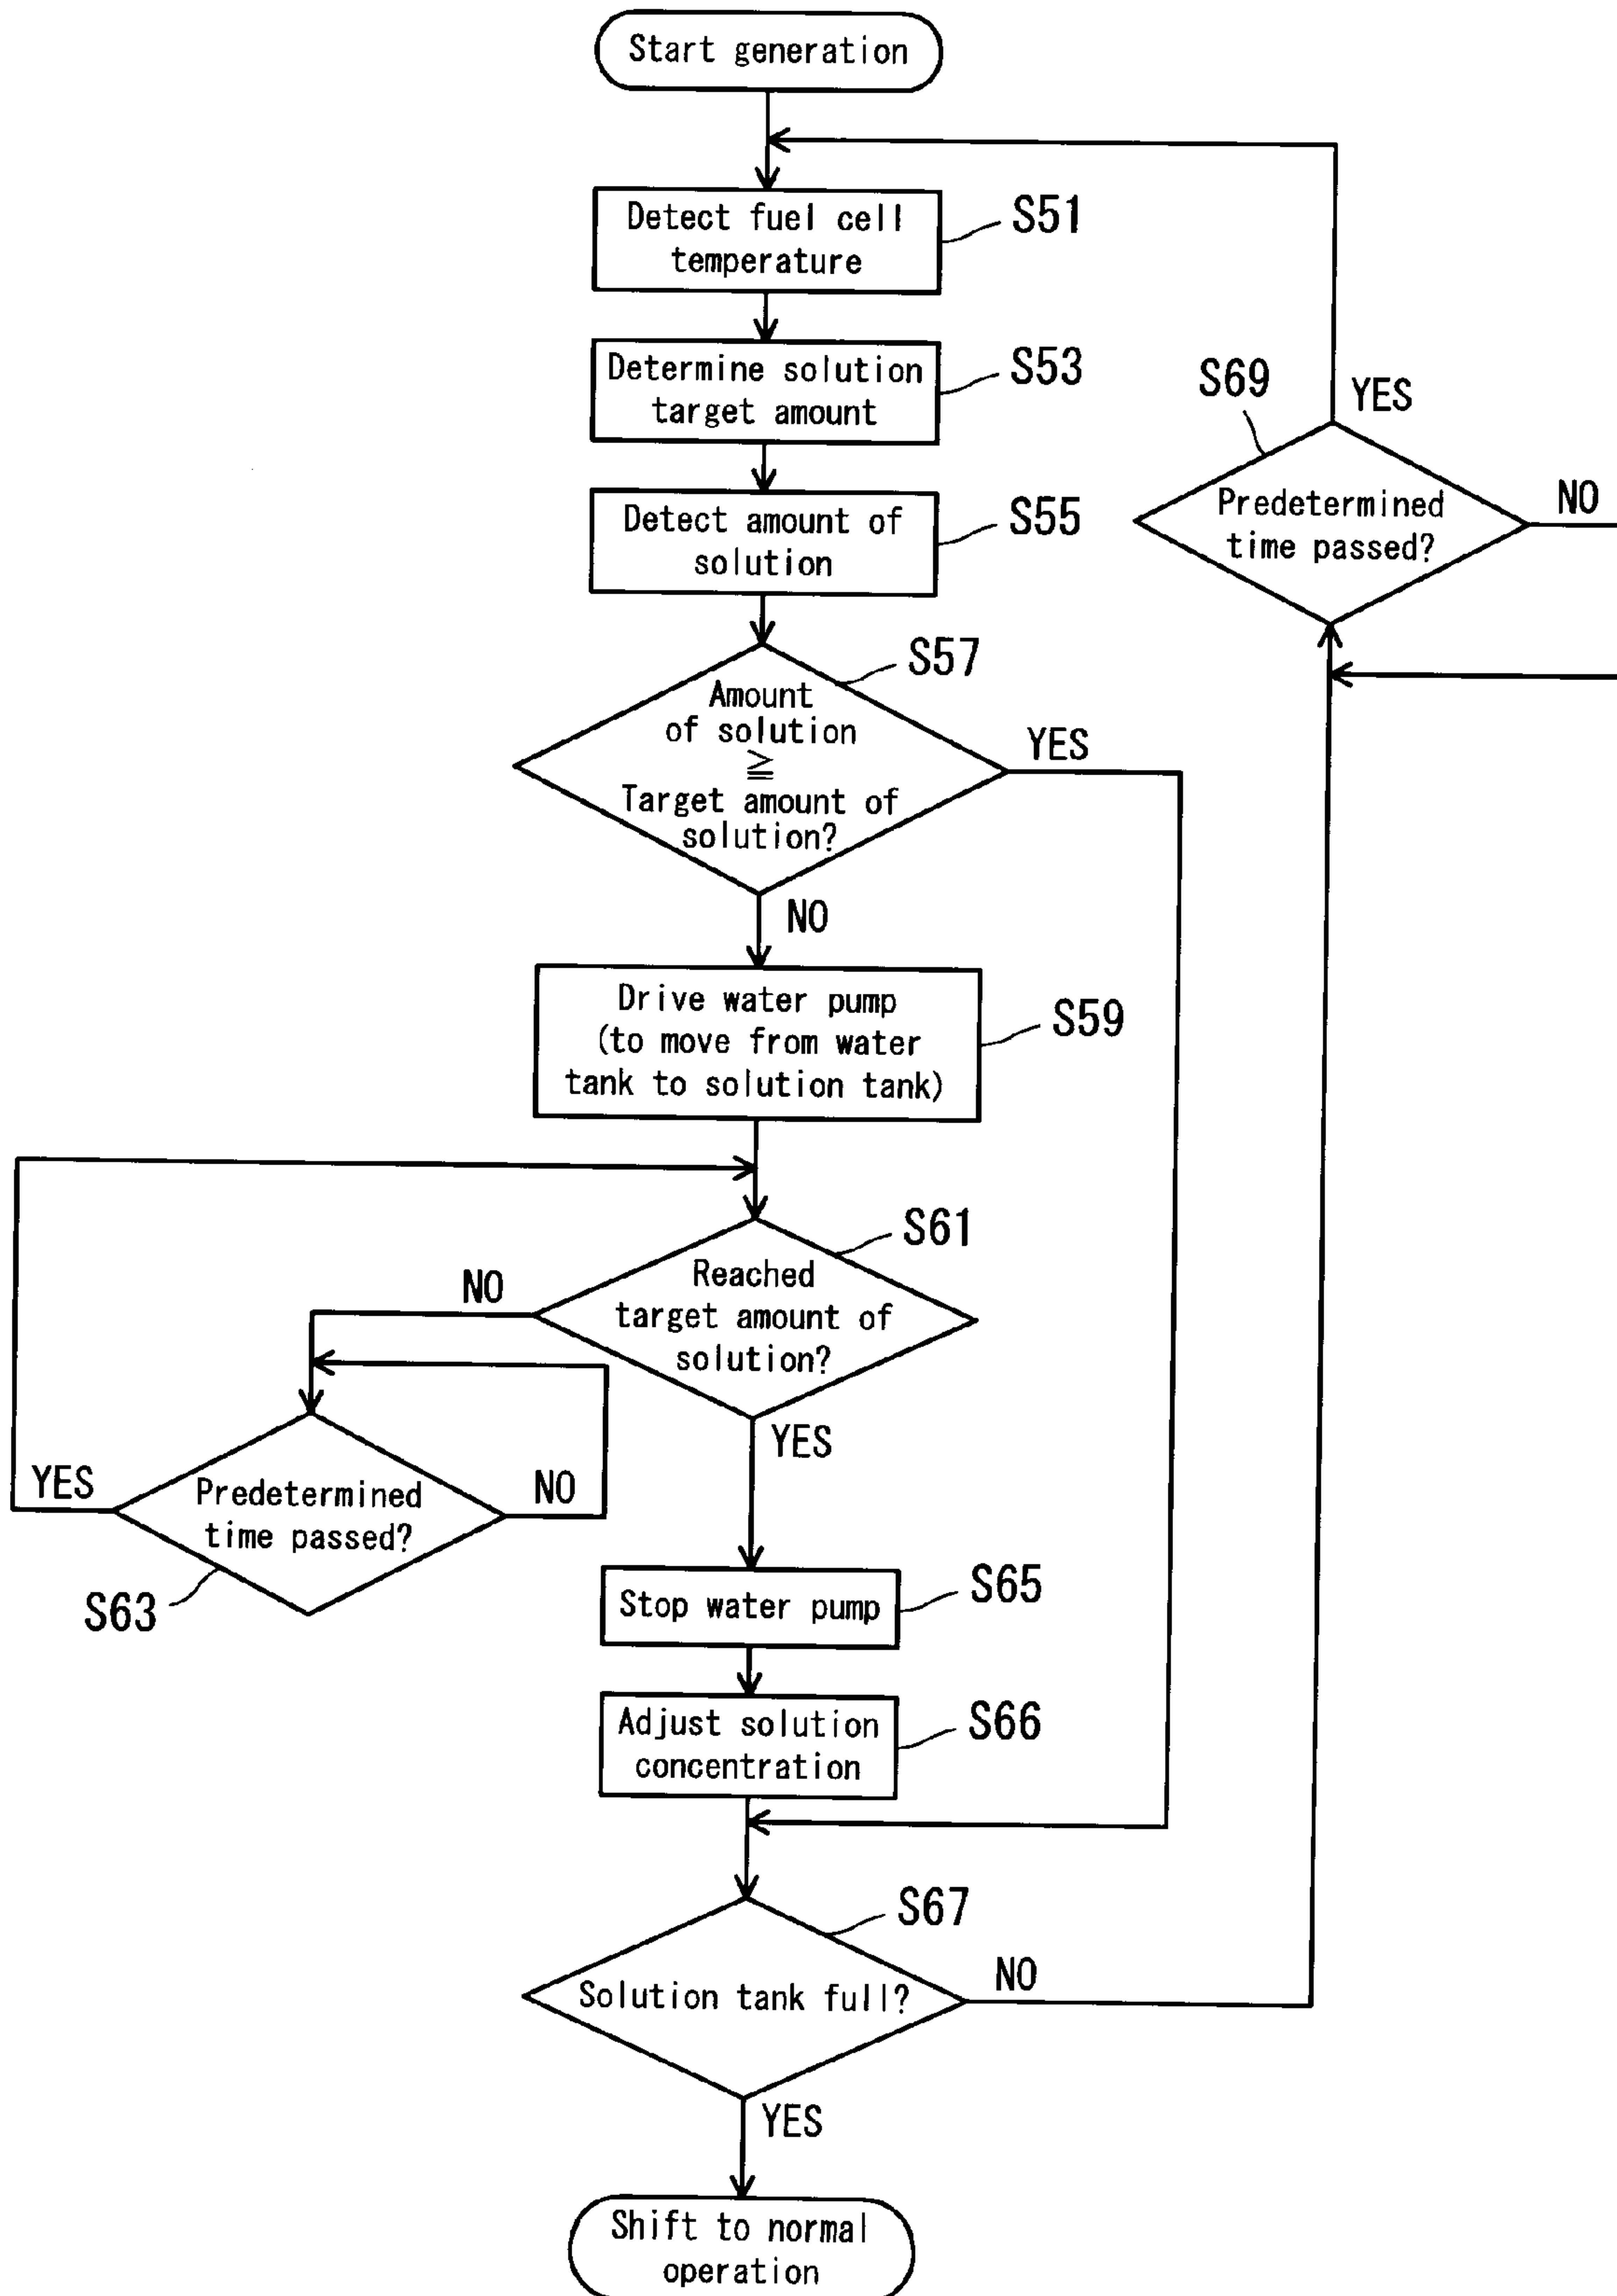 Start generation
Detect fuel cell
temperature
S51
Determine solution
target amount
S53
S69
YES
Predetermined
time passed?
NO
Detect amount of
solution
S55
S57
Amount
of solution
≧
Target amount of
solution?
YES
NO
Drive water pump
(to move from water
tank to solution tank)
S59
S61
Reached
target amount of
solution?
NO
YES
YES
Predetermined
time passed?
NO
S63
Stop water pump
S65
Adjust solution
concentration
S66
S67
Solution tank full?
NO
YES
Shift to normal
operation